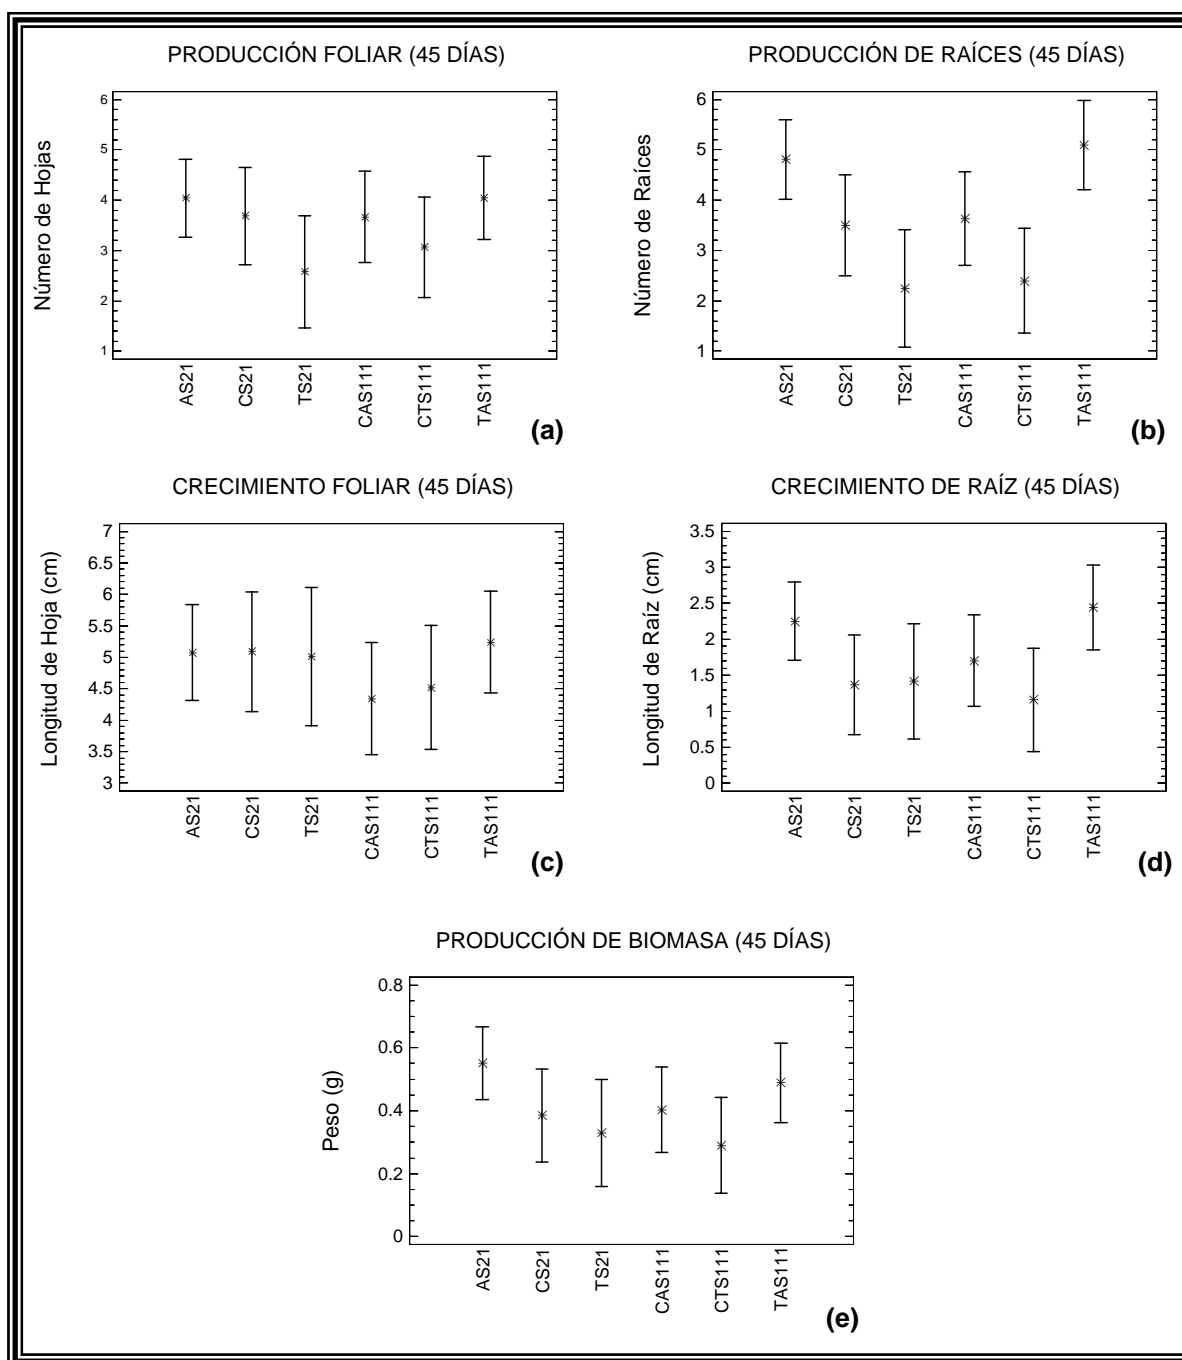 PRODUCCIÓN FOLIAR (45 DÍAS)
Número de Hojas
6
5
4
3
2
1
AS21
CS21
TS21
CAS111
CTS111
TAS111
(a)
PRODUCCIÓN DE RAÍCES (45 DÍAS)
Número de Raíces
6
5
4
3
2
1
AS21
CS21
TS21
CAS111
CTS111
TAS111
(b)
CRECIMIENTO FOLIAR (45 DÍAS)
Longitud de Hoja (cm)
7
6.5
6
5.5
5
4.5
4
3.5
3
AS21
CS21
TS21
CAS111
CTS111
TAS111
(c)
CRECIMIENTO DE RAÍZ (45 DÍAS)
Longitud de Raíz (cm)
3.5
3
2.5
2
1.5
1
0.5
0
AS21
CS21
TS21
CAS111
CTS111
TAS111
(d)
PRODUCCIÓN DE BIOMASA (45 DÍAS)
Peso (g)
0.8
0.6
0.4
0.2
0
AS21
CS21
TS21
CAS111
CTS111
TAS111
(e)